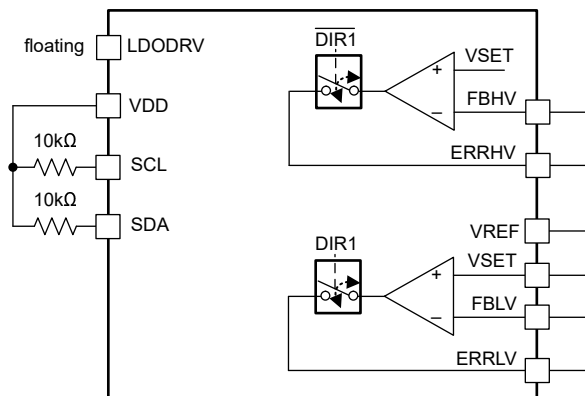 floating
LDODRV
VDD
10kΩ
SCL
10kΩ
SDA
DIR1
+
VSET
−
FBHV
ERRHV
VREF
DIR1
VSET
+
−
FBLV
ERRLV